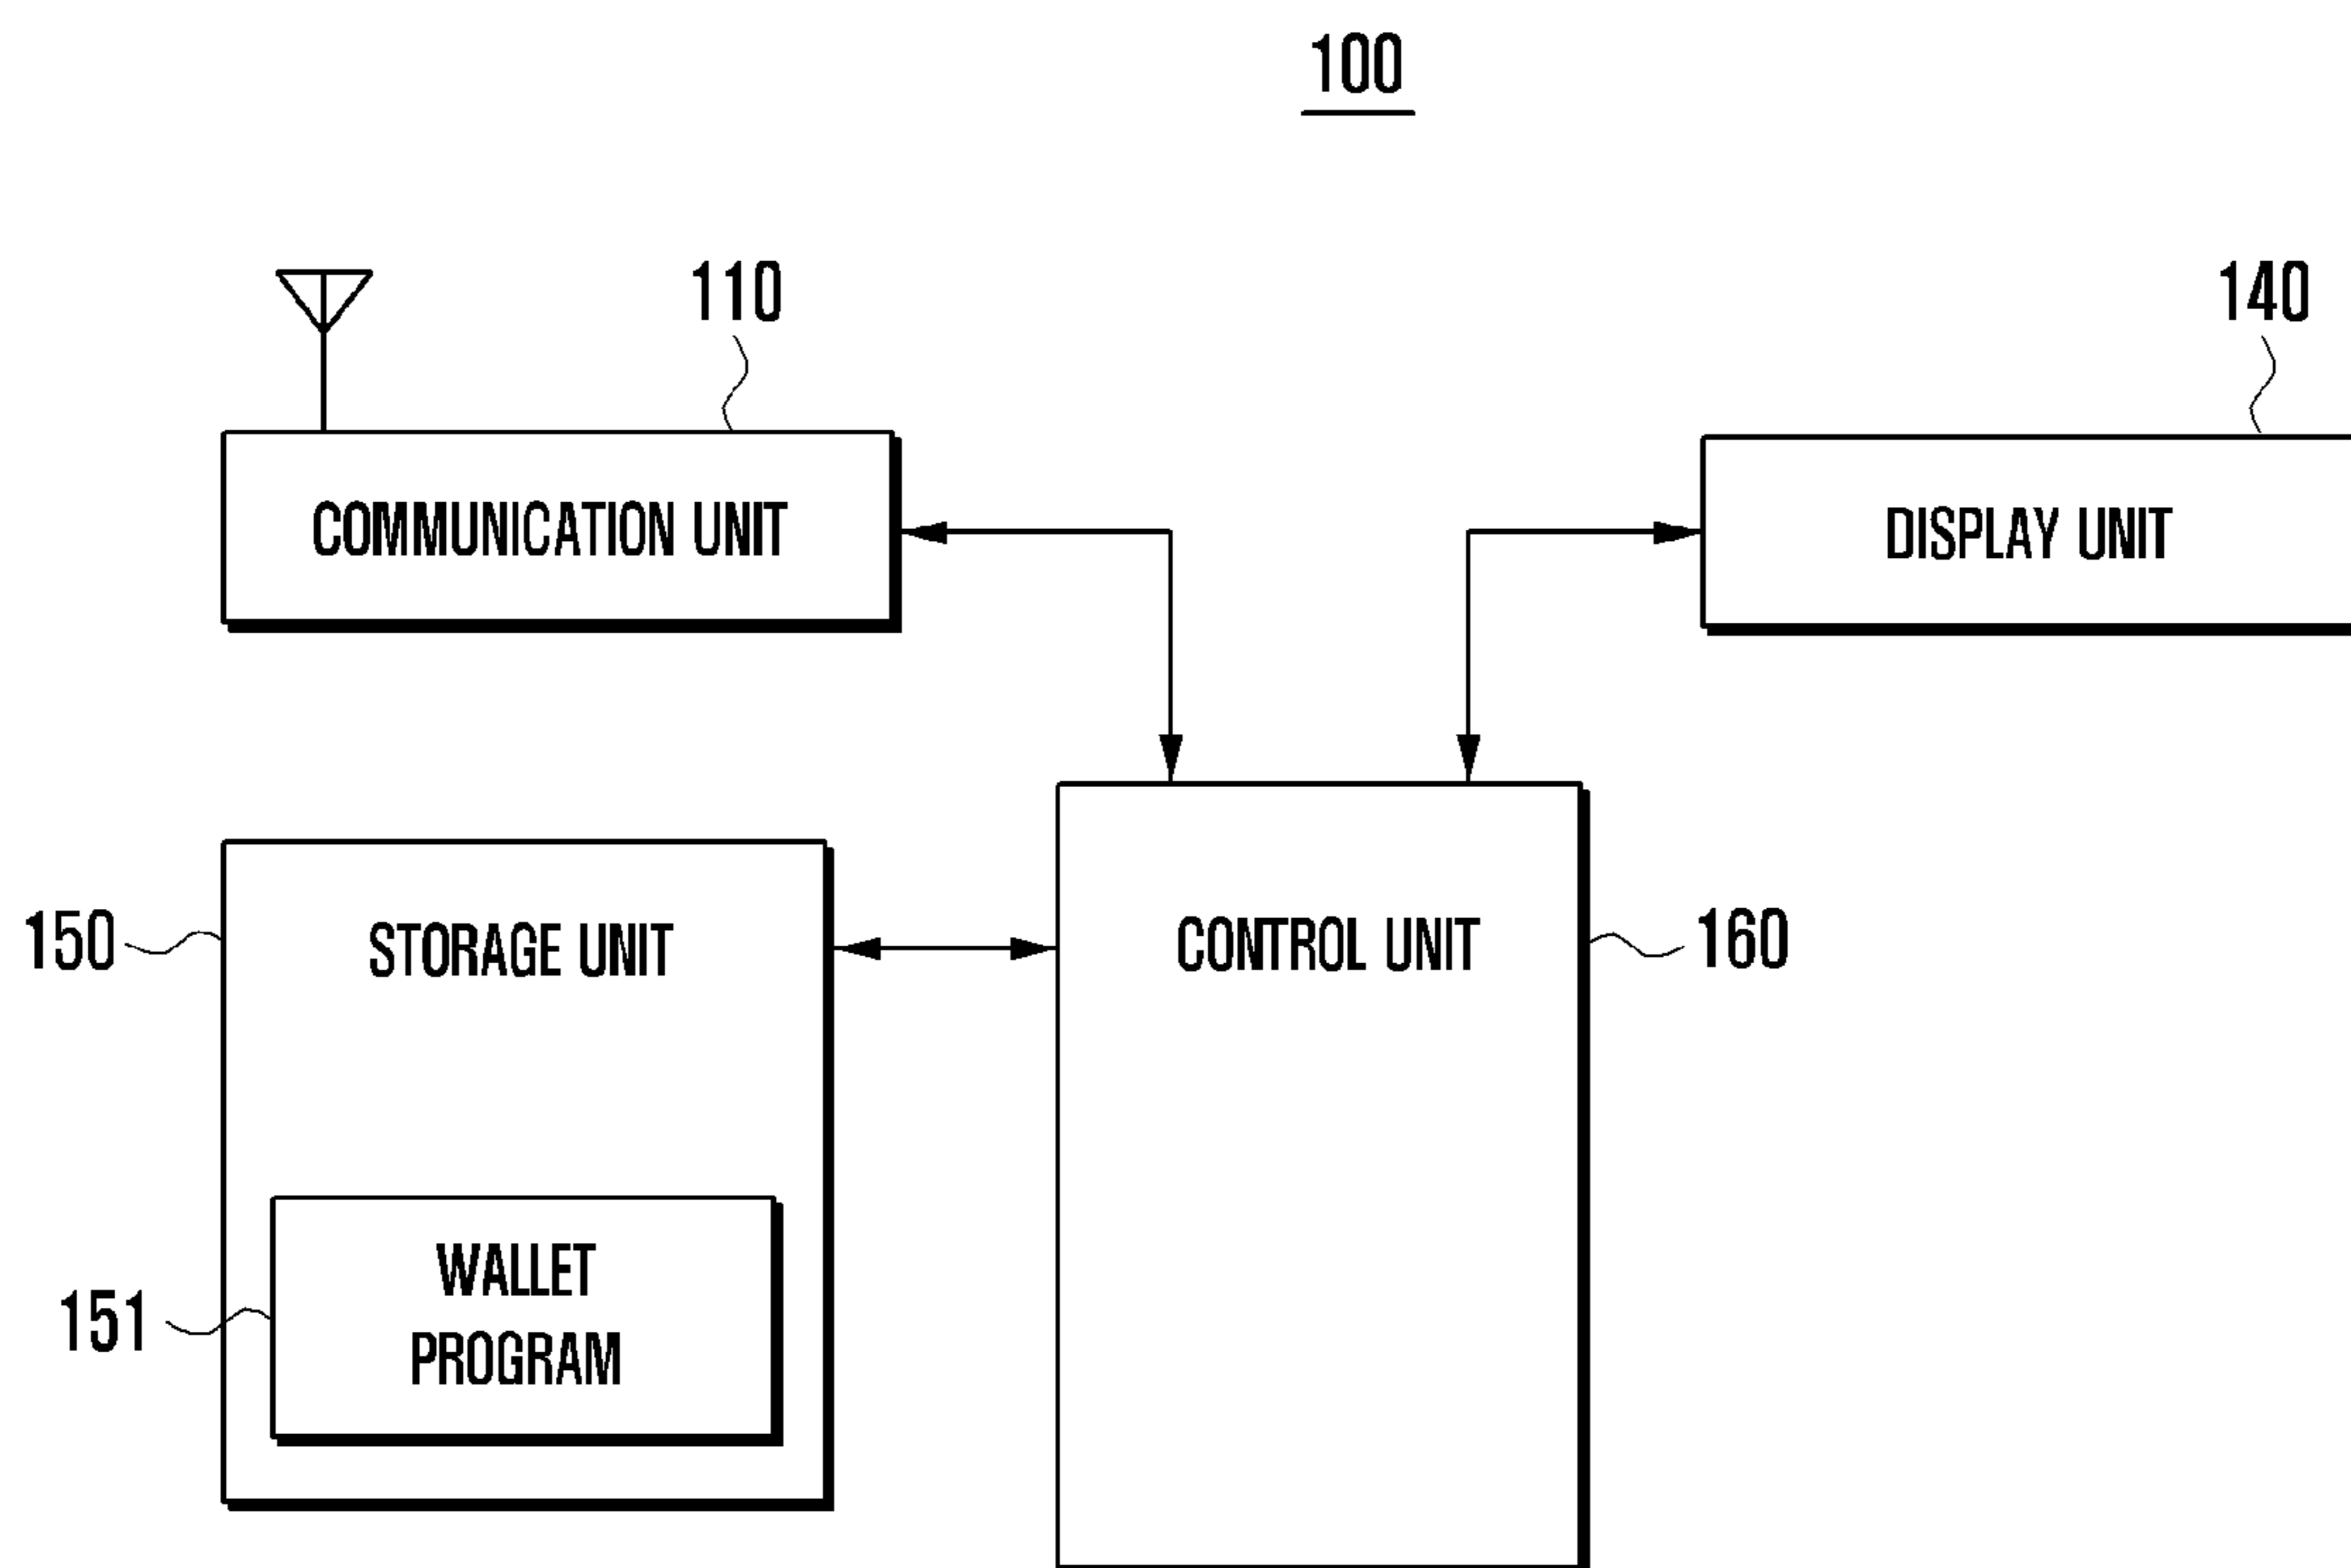 100
110
140
COMMUNICATION UNIT
DISPLAY UNIT
150
STORAGE UNIT
CONTROL UNIT
160
WALLET
151
PROGRAM